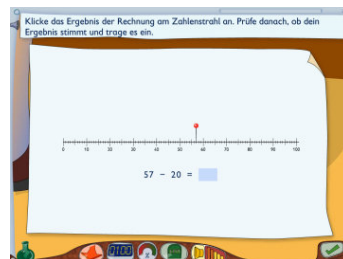 Klicke das Ergebnis der Rechnung am Zahlenstrahl an. Prüfe danach, ob dein
Ergebnis stimmt und trage es ein.
0 10 20 30 40 50 60 70 80 90 100
57 - 20 =
0100